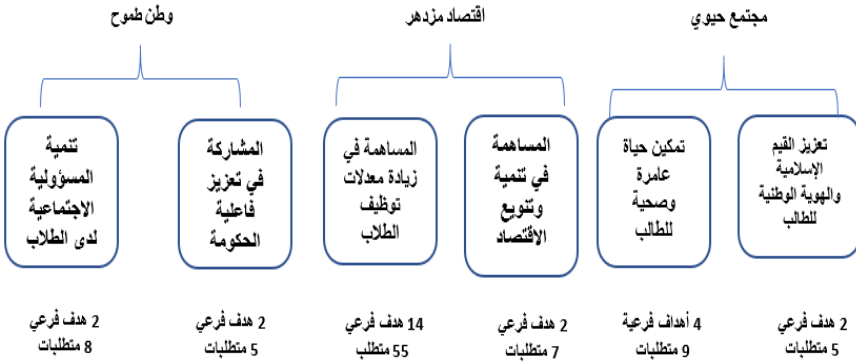 مجتمع حيوي
اقتصاد مزدهر
وطن طموح
تعزيز القيم
الإسلامية
والهوية الوطنية
للطالب
تمكين حياة
عامرة
وصحية
للطالب
المساهمة
في تنمية
وتنويع
الاقتصاد
المساهمة في
زيادة معدلات
توظيف
الطلاب
المشاركة
في تعزيز
فاعلية
الحكومة
تنمية
المسؤولية
الاجتماعية
لدى الطلاب
2 هدف فرعي
5 متطلبات
4 أهداف فرعية
9 متطلبات
2 هدف فرعي
7 متطلبات
14 هدف فرعي
55 متطلب
2 هدف فرعي
5 متطلبات
2 هدف فرعي
8 متطلبات